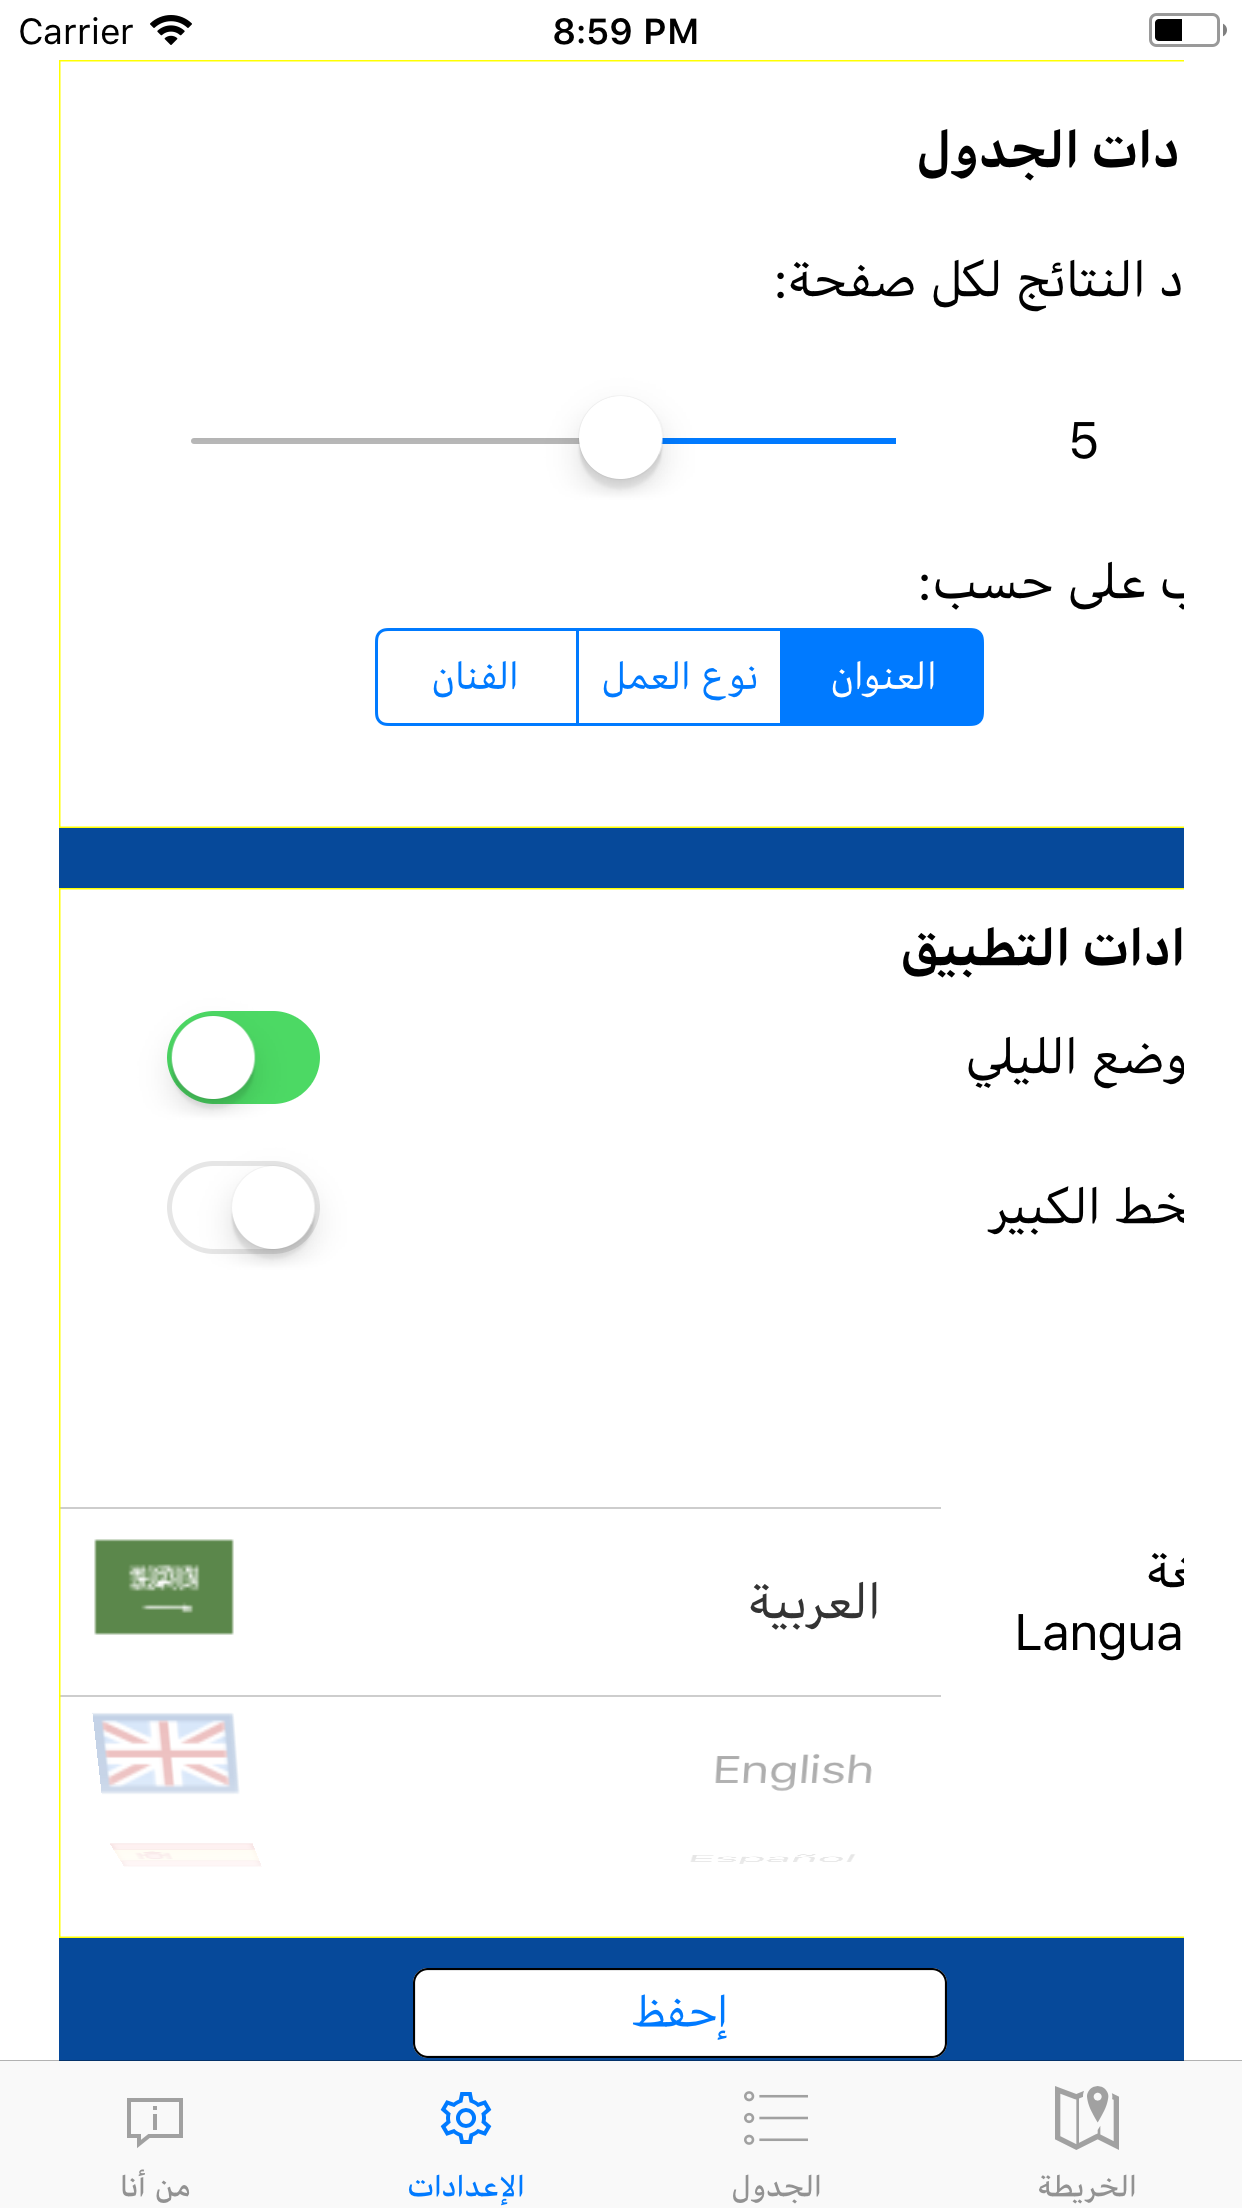 Carrier 8:59 PM
دات الجدول
د النتائج لكل صفحة:
5
ب على حسب:
العنوان نوع العمل الفنان
ادات التطبيق
وضع الليلي
خط الكبير
غة
Langua
العربية
English
Español
إحفظ
الخريطة الجدول الإعدادات من أنا